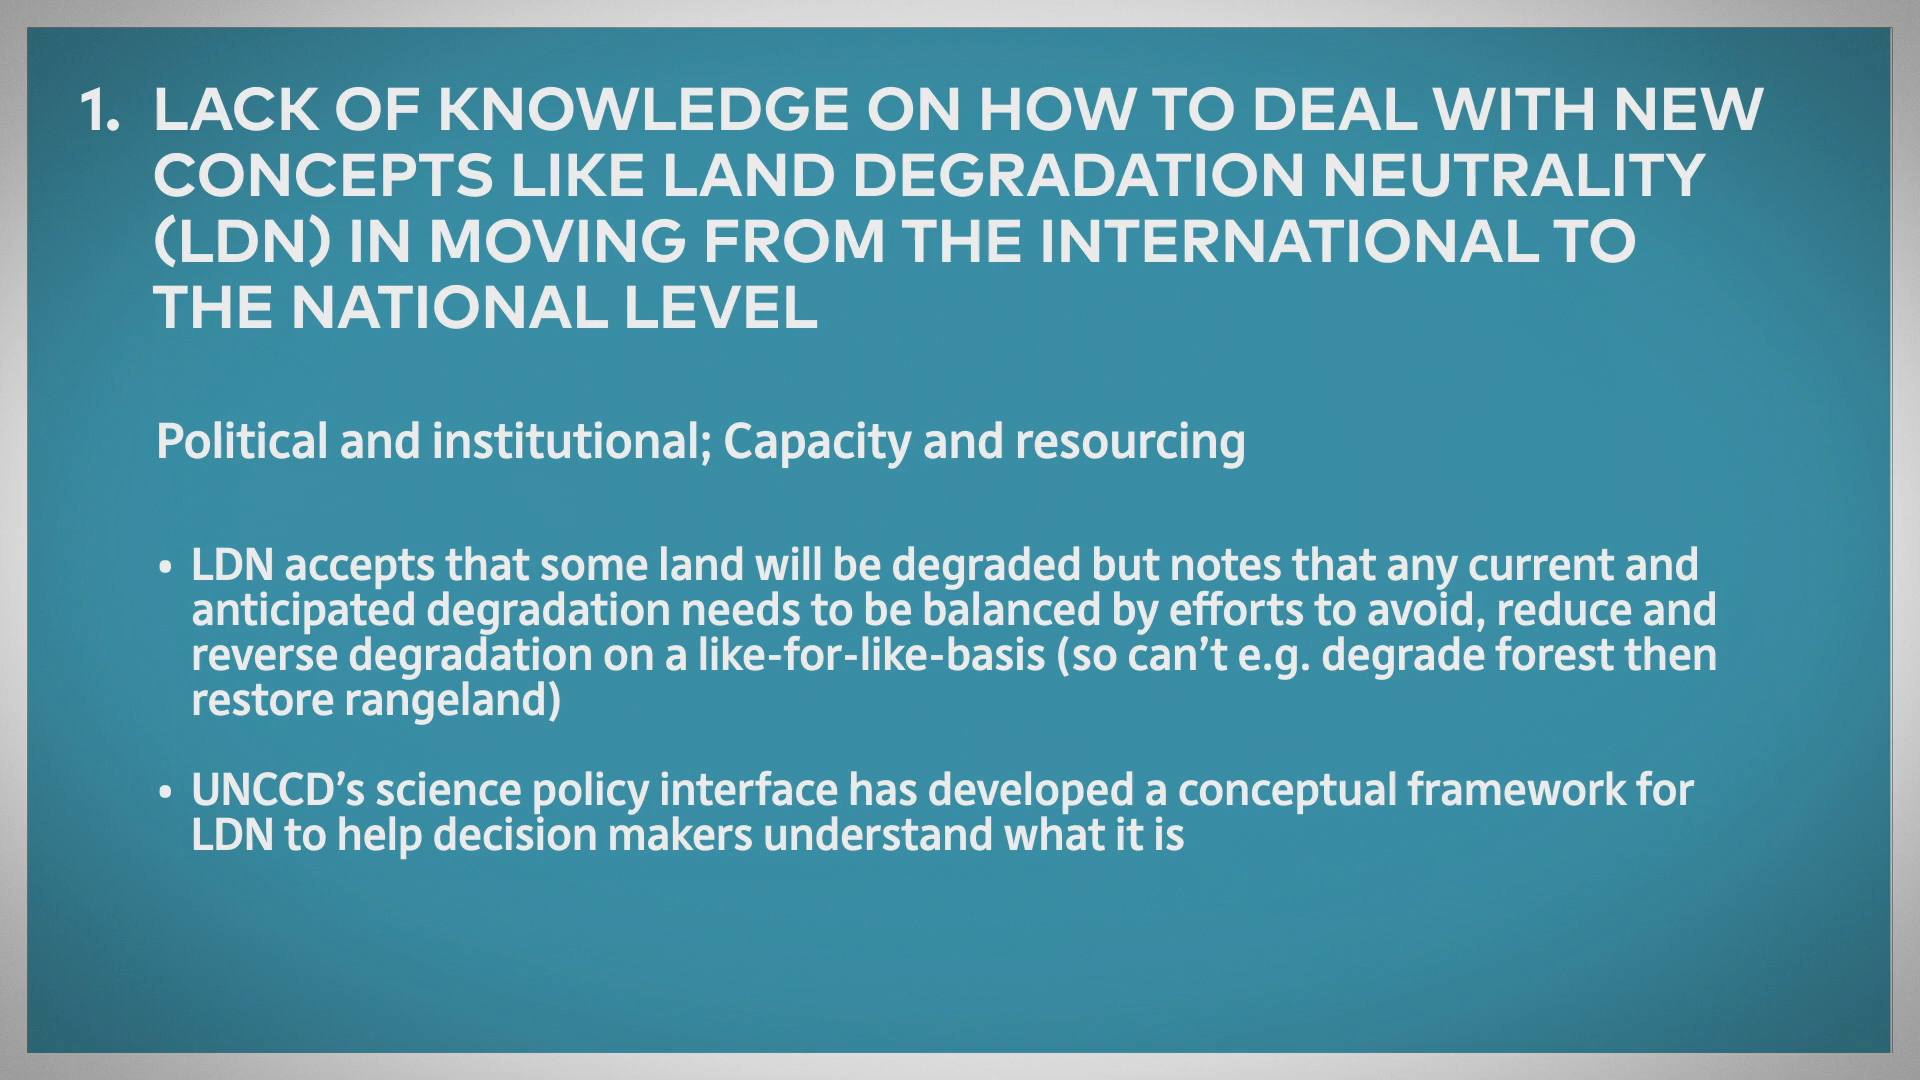 1. LACK OF KNOWLEDGE ON HOW TO DEAL WITH NEW
CONCEPTS LIKE LAND DEGRADATION NEUTRALITY
(LDN) IN MOVING FROM THE INTERNATIONAL TO
THE NATIONAL LEVEL
Political and institutional; Capacity and resourcing
• LDN accepts that some land will be degraded but notes that any current and
anticipated degradation needs to be balanced by efforts to avoid, reduce and
reverse degradation on a like-for-like-basis (so can’t e.g. degrade forest then
restore rangeland)
• UNCCD’s science policy interface has developed a conceptual framework for
LDN to help decision makers understand what it is